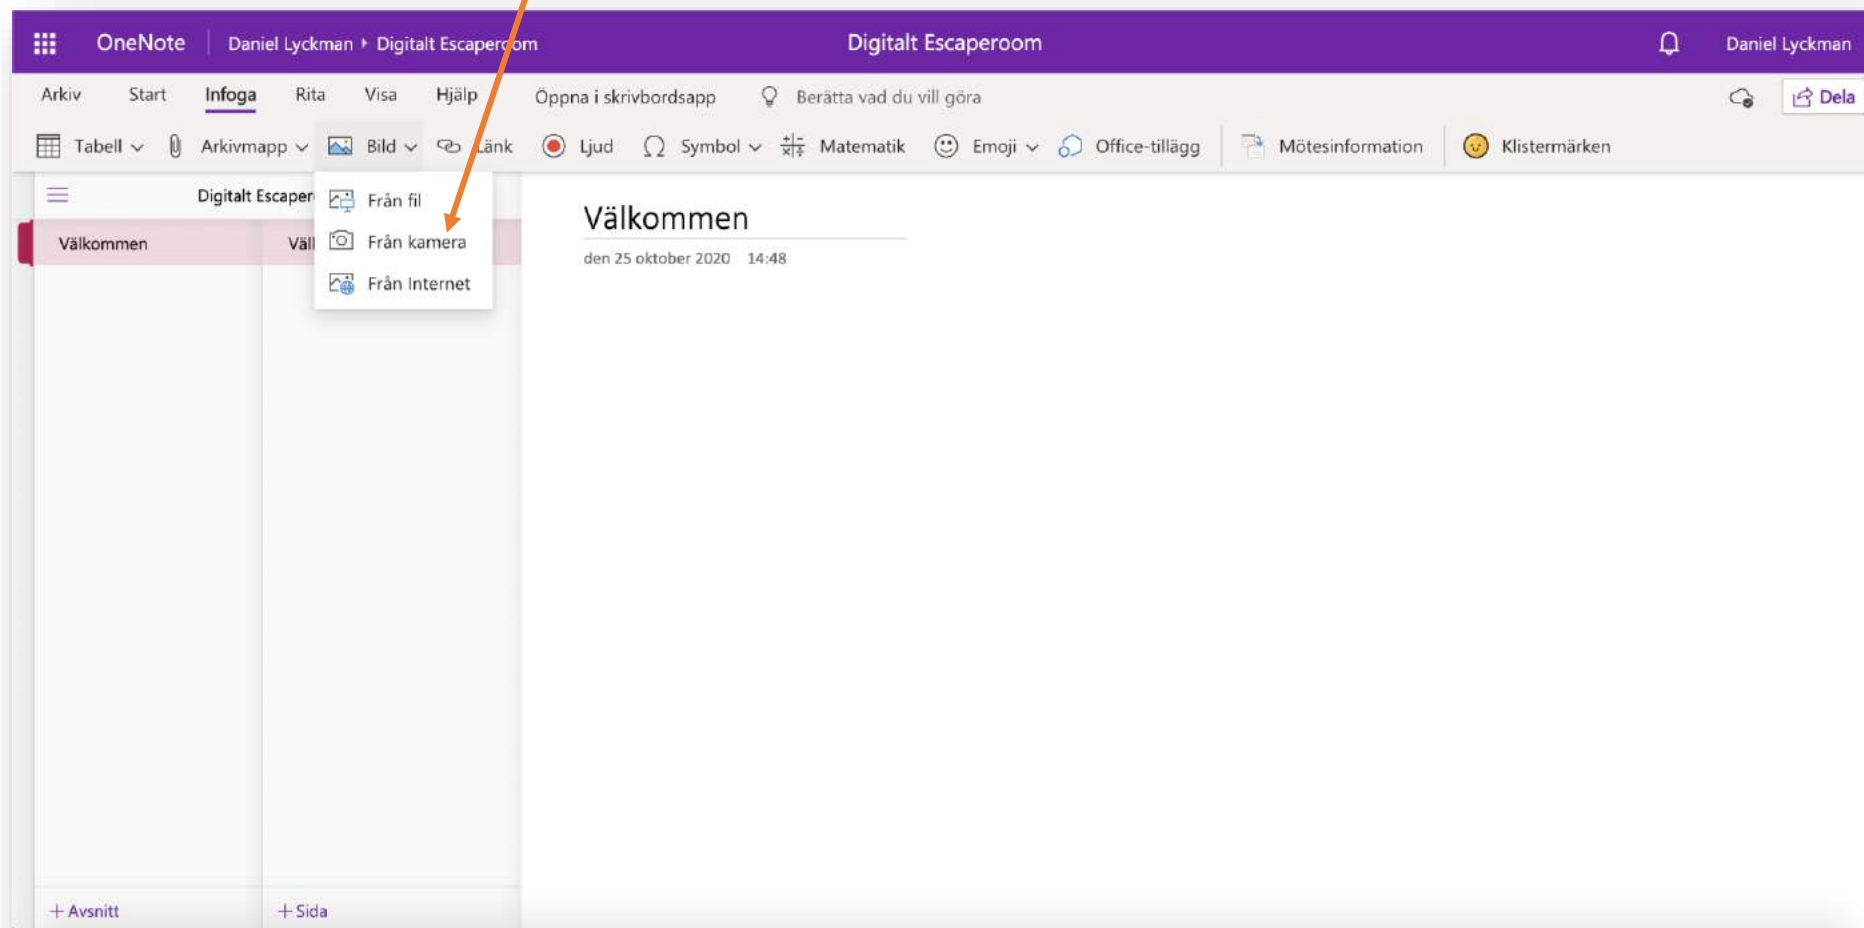 OneNote Daniel Lyckman Digitalt Escaperoom Digitalt Escaperoom Daniel Lyckman
Arkiv Start Infoga Rita Visa Hjälp Öppna i skrivbordsapp Berätta vad du vill göra Dela
Tabell Arkivmapp Bild Länk Ljud Symbol Matematik Emoji Office-tillägg Mötesinformation Klistermärken
Digitalt Escaper
Från fil
Välkommen
Välkommen Väl
Från kamera
den 25 oktober 2020 14:48
Från Internet
+ Avsnitt + Sida